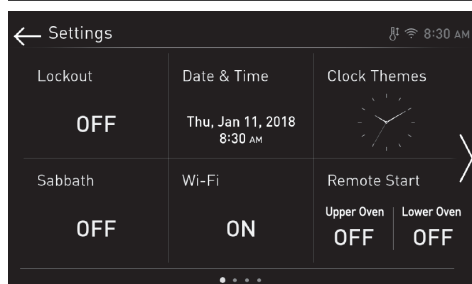 Settings
8:30 AM
Lockout
OFF
Date & Time
Thu, Jan 11, 2018
8:30 AM
Clock Themes
Sabbath
OFF
Wi-Fi
ON
Remote Start
Upper Oven
OFF
Lower Oven
OFF